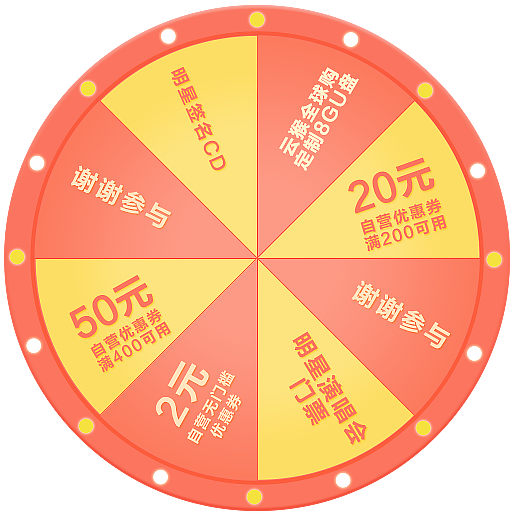 云猴全球购
定制8GU盘
20元
自营优惠券
满200可用
谢谢参与
明星演唱会
门票
2元
自营无门槛
优惠券
50元
自营优惠券
满400可用
谢谢参与
明星签名CD